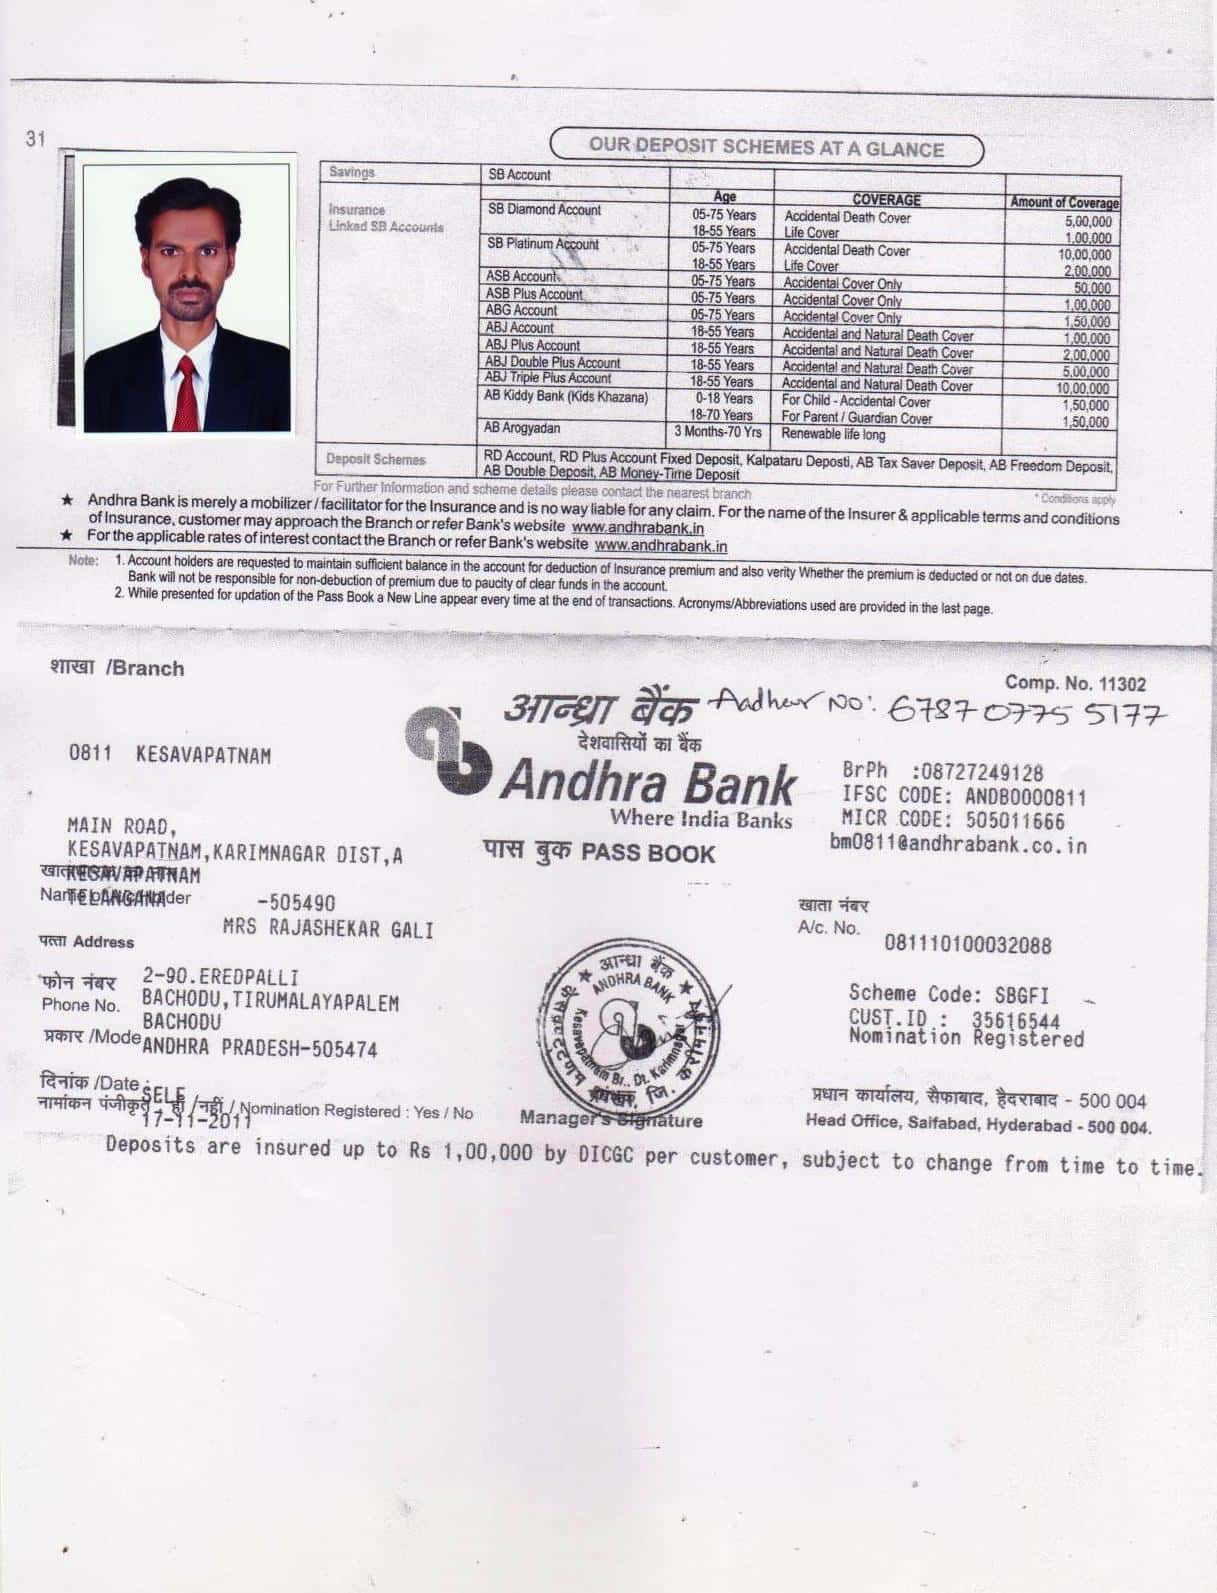 31
OUR DEPOSIT SCHEMES AT A GLANCE
Savings SB Account
Age COVERAGE Amount of Coverage
Insurance Linked SB Accounts
SB Diamond Account 05-75 Years Accidental Death Cover 5,00,000
18-55 Years Life Cover 1,00,000
SB Platinum Account 05-75 Years Accidental Death Cover 10,00,000
18-55 Years Life Cover 2,00,000
ASB Account 05-75 Years Accidental Cover Only 50,000
ASB Plus Account 05-75 Years Accidental Cover Only 1,00,000
ABG Account 05-75 Years Accidental Cover Only 1,50,000
ABJ Account 18-55 Years Accidental and Natural Death Cover 1,00,000
ABJ Plus Account 18-55 Years Accidental and Natural Death Cover 2,00,000
ABJ Double Plus Account 18-55 Years Accidental and Natural Death Cover 5,00,000
ABJ Triple Plus Account 18-55 Years Accidental and Natural Death Cover 10,00,000
AB Kiddy Bank (Kids Khazana) 0-18 Years For Child - Accidental Cover 1,50,000
18-70 Years For Parent / Guardian Cover 1,50,000
AB Arogyadan 3 Months-70 Yrs Renewable life long
Deposit Schemes RD Account, RD Plus Account Fixed Deposit, Kalpataru Deposti, AB Tax Saver Deposit, AB Freedom Deposit,
AB Double Deposit, AB Money-Time Deposit
For Further Information and scheme details please contact the nearest branch * Conditions apply
★ Andhra Bank is merely a mobilizer / facilitator for the Insurance and is no way liable for any claim. For the name of the Insurer & applicable terms and conditions
of Insurance, customer may approach the Branch or refer Bank's website www.andhrabank.in
★ For the applicable rates of interest contact the Branch or refer Bank's website www.andhrabank.in
Note: 1. Account holders are requested to maintain sufficient balance in the account for deduction of Insurance premium and also verify Whether the premium is deducted or not on due dates.
Bank will not be responsible for non-debuction of premium due to paucity of clear funds in the account.
2. While presented for updation of the Pass Book a New Line appear every time at the end of transactions. Acronyms/Abbreviations used are provided in the last page.
शाखा /Branch
Comp. No. 11302
आन्ध्रा बैंक Aadhar No: 6787 0775 5177
देशवासियों का बैंक
0811 KESAVAPATNAM
Andhra Bank
Where India Banks
BrPh :08727249128
IFSC CODE: ANDB0000811
MICR CODE: 505011666
bm0811@andhrabank.co.in
MAIN ROAD,
KESAVAPATNAM,KARIMNAGAR DIST,A
KESAVAPATNAM
TELANGANA
-505490
पास बुक PASS BOOK
MRS RAJASHEKAR GALI
खाता नंबर
A/c. No. 081110100032088
पत्ता Address
फोन नंबर 2-90.EREDPALLI
Phone No. BACHODU,TIRUMALAYAPALEM
BACHODU
प्रकार /Mode ANDHRA PRADESH-505474
Scheme Code: SBGFI
CUST.ID : 35616544
Nomination Registered
आन्ध्रा बैंक
ANDHRA BANK
Kesavapatnam Br., Dt. Karimnagar
दिनांक /Date : SELF
17-11-2011
नामांकन पंजीकृत - हाँ / नहीं / Nomination Registered : Yes / No
Manager's Signature
प्रधान कार्यालय, सैफाबाद, हैदराबाद - 500 004
Head Office, Saifabad, Hyderabad - 500 004.
Deposits are insured up to Rs 1,00,000 by DICGC per customer, subject to change from time to time.